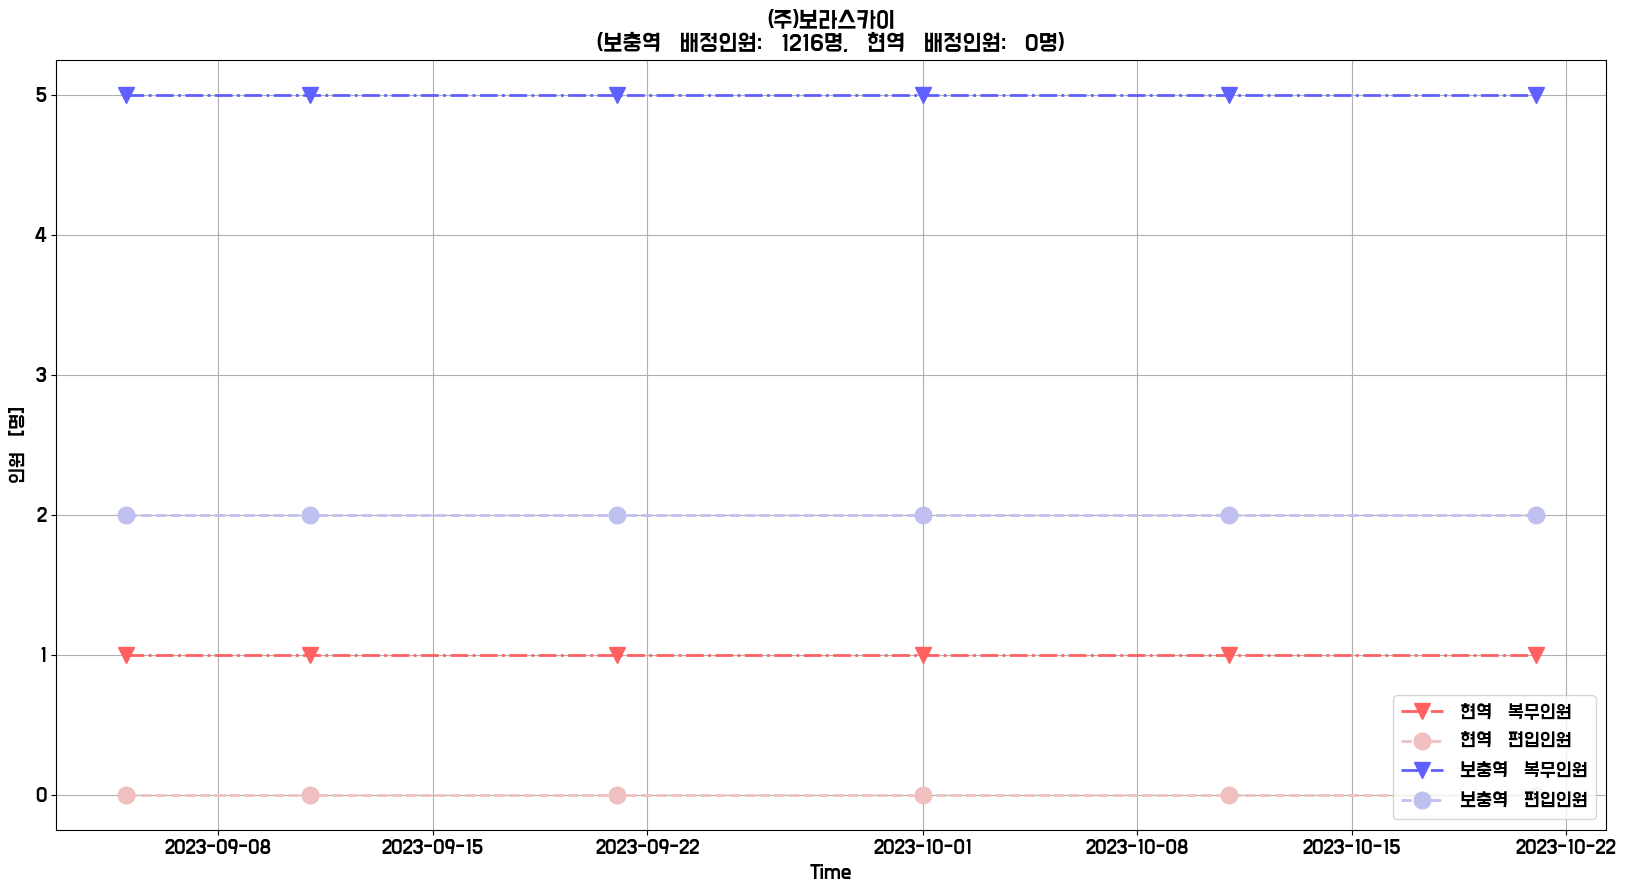 (주)보라스카이
(보충역 배정인원: 1216명, 현역 배정인원: 0명)
5
4
3
2
1
0
인원 [명]
2023-09-08
2023-09-15
2023-09-22
2023-10-01
2023-10-08
2023-10-15
2023-10-22
Time
현역 복무인원
현역 편입인원
보충역 복무인원
보충역 편입인원